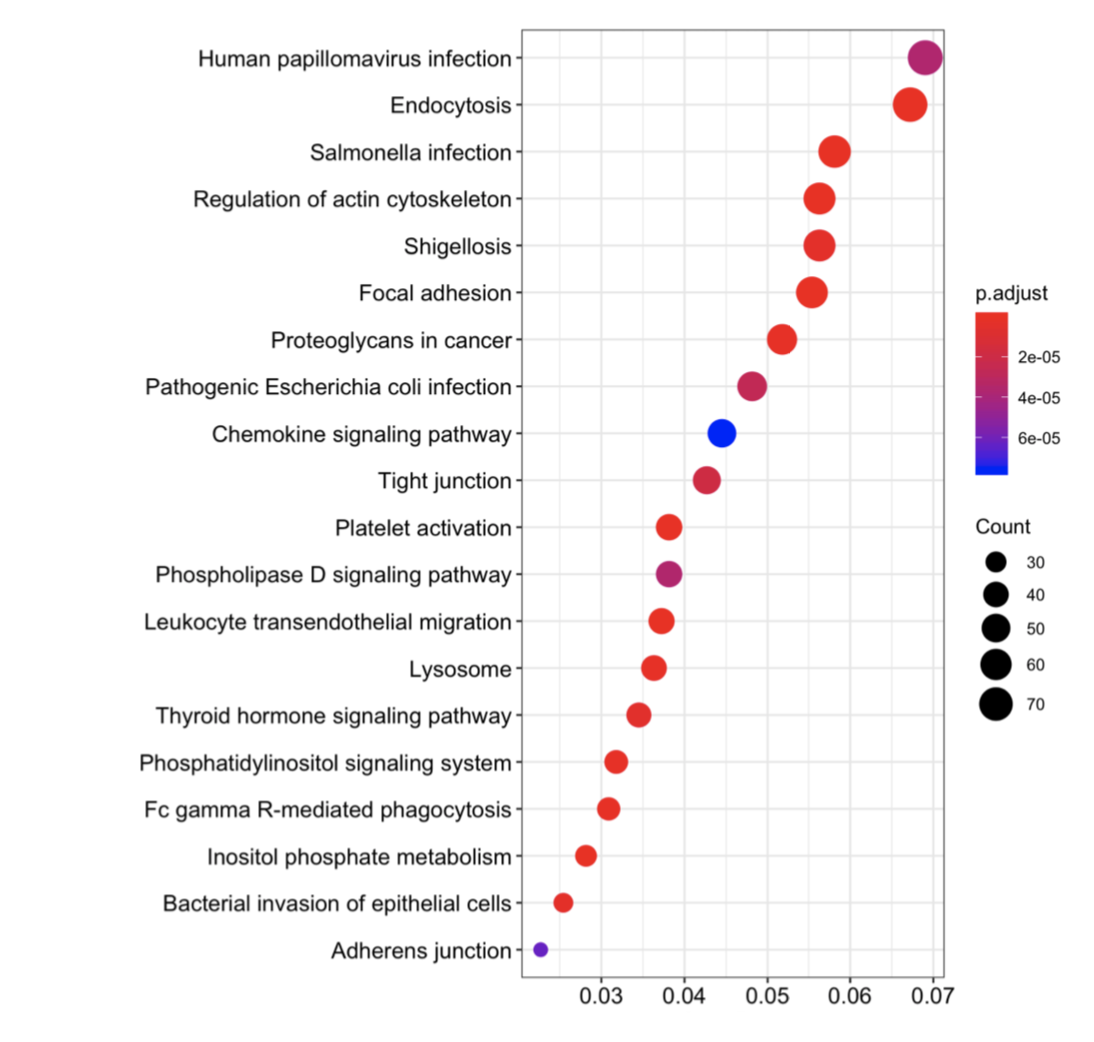 Human papillomavirus infection
Endocytosis
Salmonella infection
Regulation of actin cytoskeleton
Shigellosis
Focal adhesion
Proteoglycans in cancer
Pathogenic Escherichia coli infection
Chemokine signaling pathway
Tight junction
Platelet activation
Phospholipase D signaling pathway
Leukocyte transendothelial migration
Lysosome
Thyroid hormone signaling pathway
Phosphatidylinositol signaling system
Fc gamma R-mediated phagocytosis
Inositol phosphate metabolism
Bacterial invasion of epithelial cells
Adherens junction
0.03 0.04 0.05 0.06 0.07
p.adjust
2e-05
4e-05
6e-05
Count
30
40
50
60
70